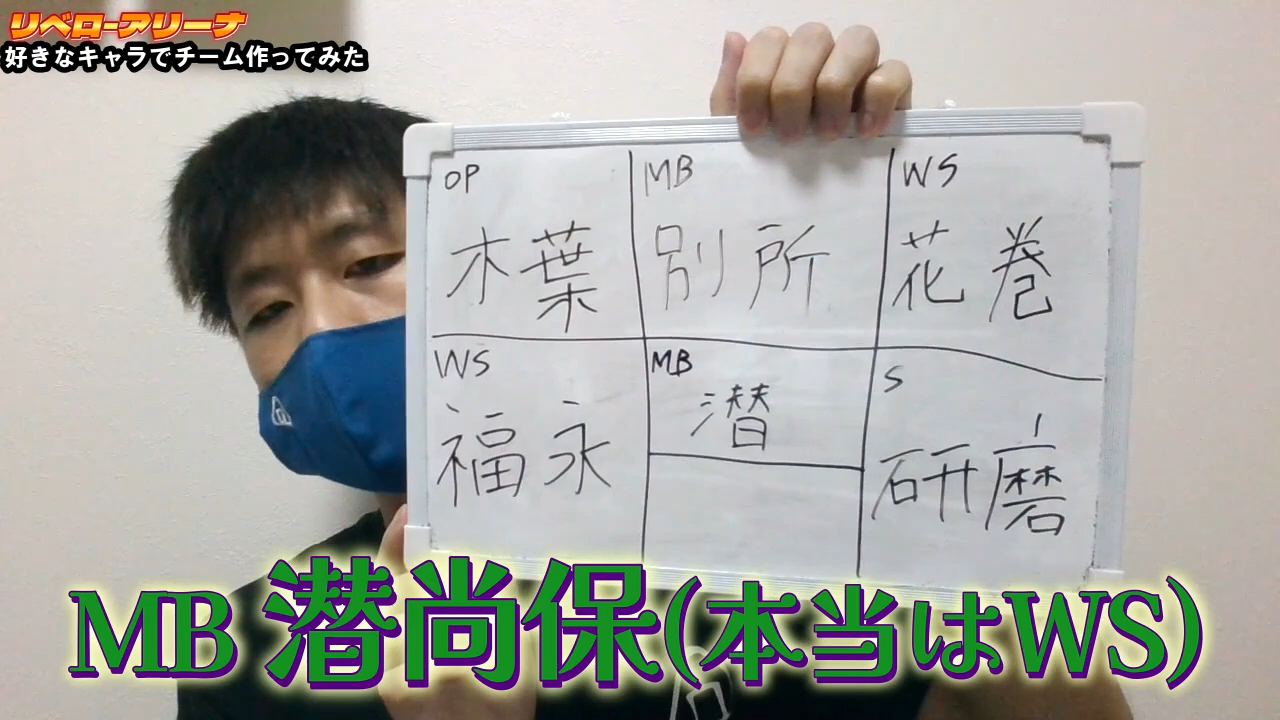 リベローアリーナ
好きなキャラでチーム作ってみた
OP
MB
WS
木葉
別所
花巻
WS
MB
S
福永
潜
研磨
MB 潜尚保(本当はWS)